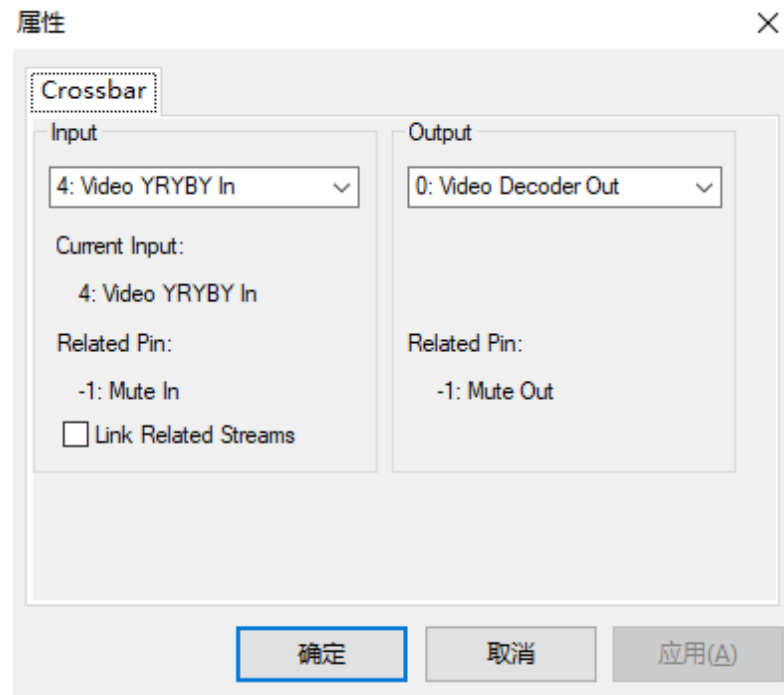 属性
Crossbar
Input
4: Video YRYBY In
Current Input:
4: Video YRYBY In
Related Pin:
-1: Mute In
Link Related Streams
Output
0: Video Decoder Out
Related Pin:
-1: Mute Out
确定
取消
应用(A)